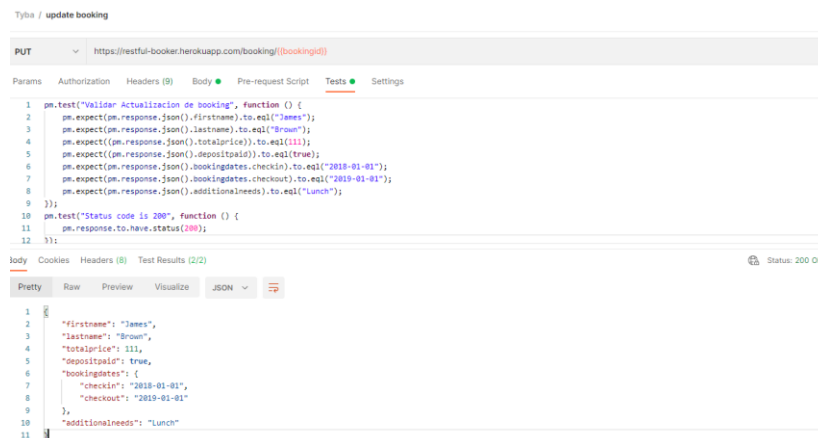 Tyba / update booking
PUT https://restful-booker.herokuapp.com/booking/{{bookingid}}
Params Authorization Headers (9) Body Pre-request Script Tests Settings
1 pm.test("Validar Actualizacion de booking", function () {
2 pm.expect(pm.response.json().firstname).to.eql("James");
3 pm.expect(pm.response.json().lastname).to.eql("Brown");
4 pm.expect((pm.response.json().totalprice)).to.eql(111);
5 pm.expect((pm.response.json().depositpaid)).to.eql(true);
6 pm.expect(pm.response.json().bookingdates.checkin).to.eql("2018-01-01");
7 pm.expect(pm.response.json().bookingdates.checkout).to.eql("2019-01-01");
8 pm.expect(pm.response.json().additionalneeds).to.eql("Lunch");
9 });
10 pm.test("Status code is 200", function () {
11 pm.response.to.have.status(200);
12 });
Body Cookies Headers (8) Test Results (2/2) Status: 200 O
Pretty Raw Preview Visualize JSON
1 {
2 "firstname": "James",
3 "lastname": "Brown",
4 "totalprice": 111,
5 "depositpaid": true,
6 "bookingdates": {
7 "checkin": "2018-01-01",
8 "checkout": "2019-01-01"
9 },
10 "additionalneeds": "Lunch"
11 }